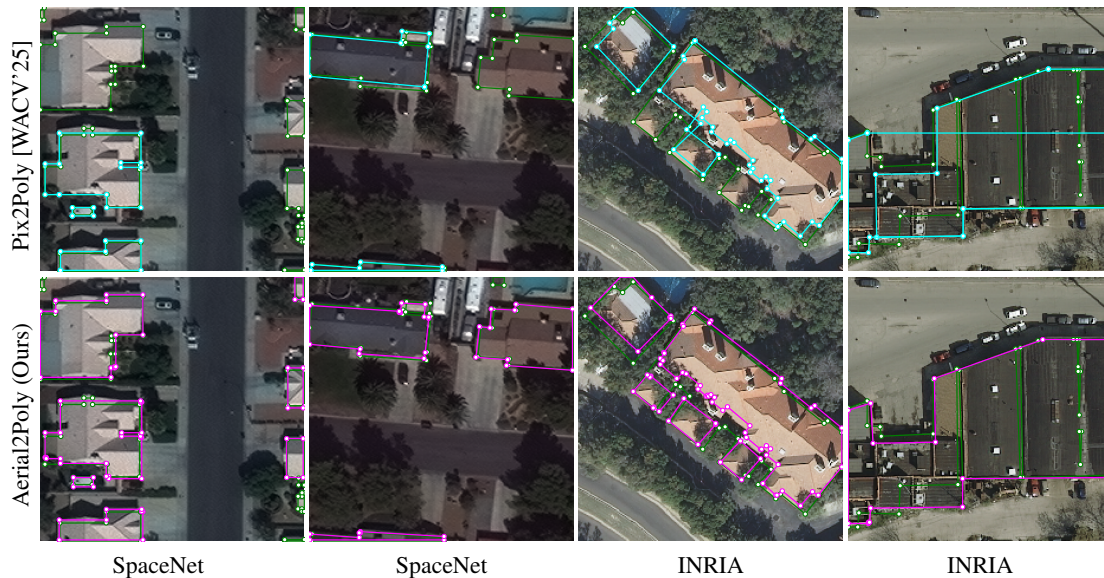 Pix2Poly [WACV'25]
Aerial2Poly (Ours)
SpaceNet SpaceNet INRIA INRIA